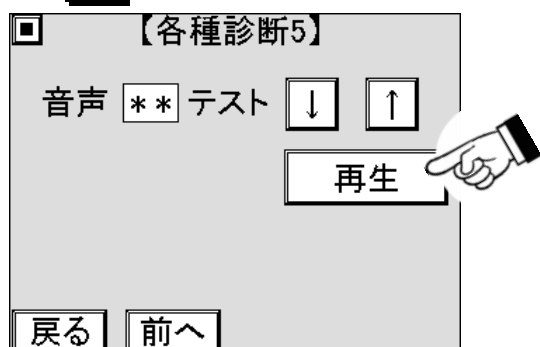 【各種診断5】
音声 ** テスト ↓ ↑
再生
戻る 前へ